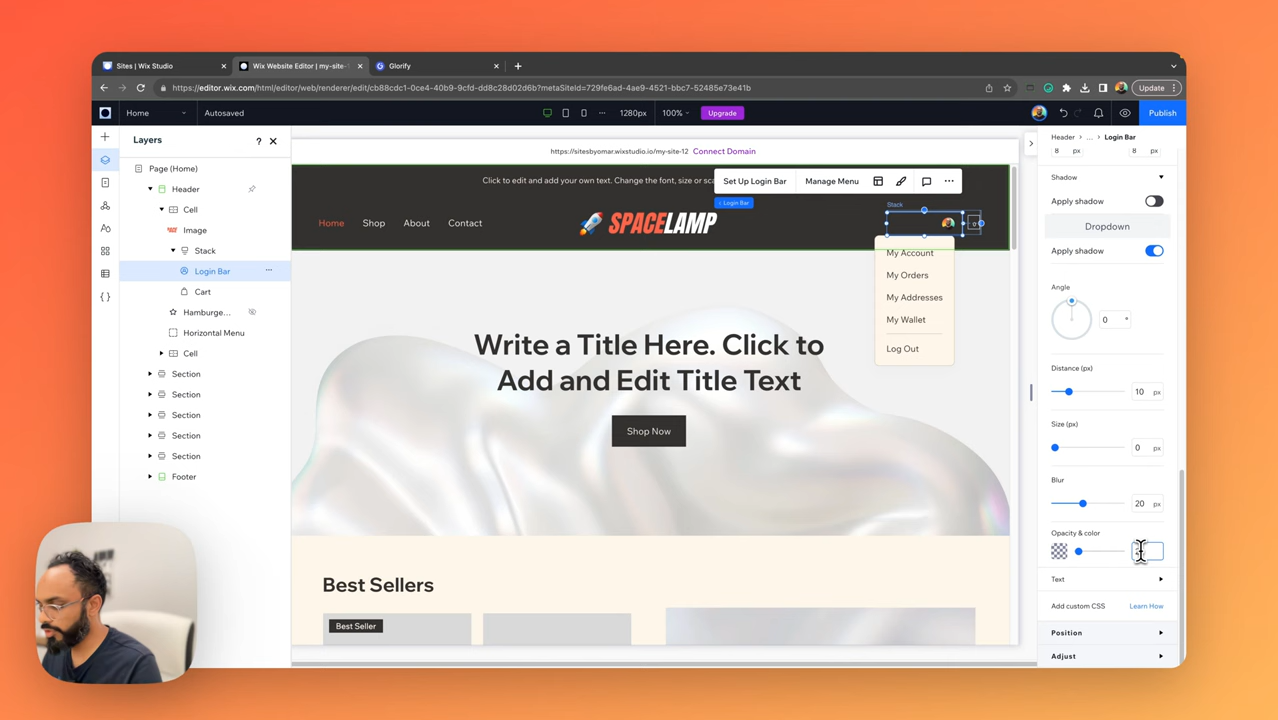 Sites | Wix Studio
Wix Website Editor | my-site-
Glorify
https://editor.wix.com/html/editor/web/renderer/edit/cb88cdc1-0ce4-40b9-9cfd-dd8c28d02d6b?metaSiteId=729fe6ad-4ae9-4521-bbc7-52485e73e41b
Update
Home
Autosaved
1280px
100%
Upgrade
Publish
Layers
?
Page (Home)
Header
Cell
Image
Stack
Login Bar
Cart
Hamburge...
Horizontal Menu
Cell
Section
Section
Section
Section
Section
Footer
https://sitesbyomar.wixstudio.io/my-site-12 Connect Domain
Click to edit and add your own text. Change the font, size or sca
Set Up Login Bar
Manage Menu
Login Bar
Stack
Home
Shop
About
Contact
SPACELAMP
My Account
My Orders
My Addresses
My Wallet
Log Out
Write a Title Here. Click to
Add and Edit Title Text
Shop Now
Best Sellers
Best Seller
Header ... Login Bar
8 px
8 px
Shadow
Apply shadow
Dropdown
Apply shadow
Angle
0 °
Distance (px)
10 px
Size (px)
0 px
Blur
20 px
Opacity & color
Text
Add custom CSS
Learn How
Position
Adjust